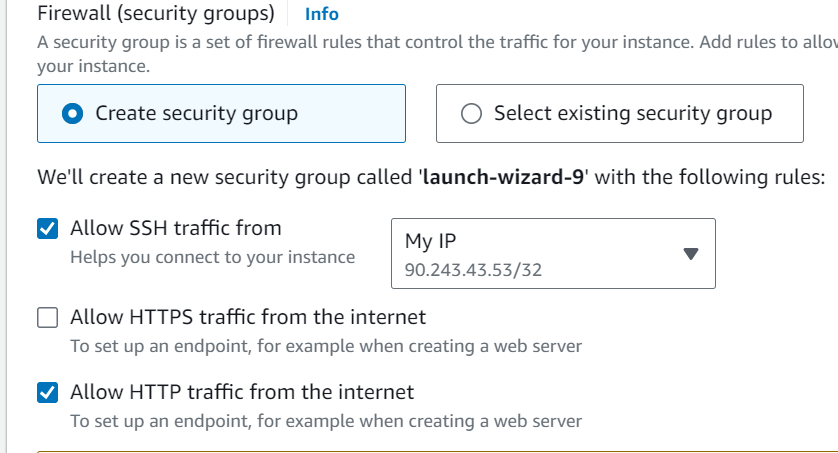 Firewall (security groups) Info
A security group is a set of firewall rules that control the traffic for your instance. Add rules to allow
your instance.
Create security group
Select existing security group
We'll create a new security group called 'launch-wizard-9' with the following rules:
Allow SSH traffic from
Helps you connect to your instance
My IP
90.243.43.53/32
Allow HTTPS traffic from the internet
To set up an endpoint, for example when creating a web server
Allow HTTP traffic from the internet
To set up an endpoint, for example when creating a web server